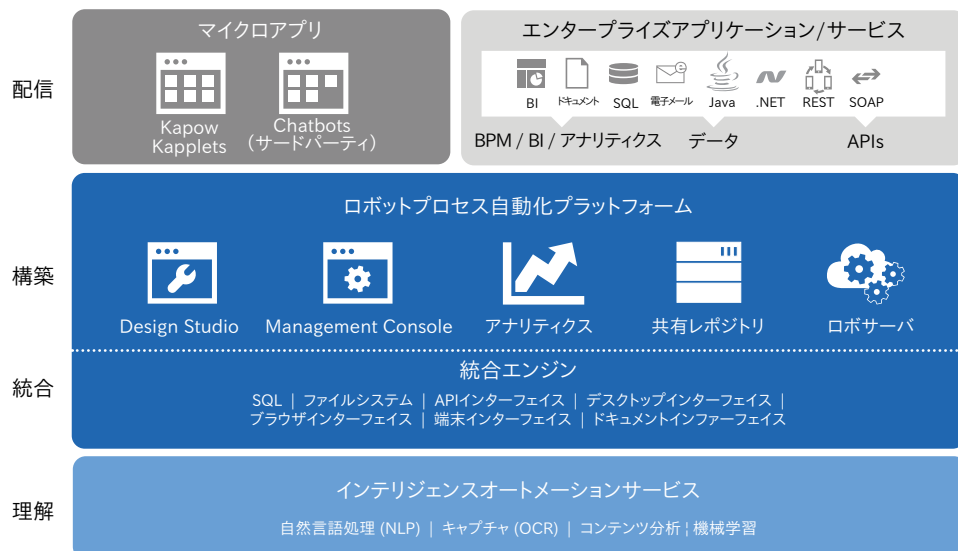 配信
マイクロアプリ
Kapow
Kapplets
Chatbots
(サードパーティ)
エンタープライズアプリケーション/サービス
BI
ドキュメント
SQL
電子メール
Java
.NET
REST
SOAP
BPM / BI / アナリティクス
データ
APIs
構築
ロボットプロセス自動化プラットフォーム
Design Studio
Management Console
アナリティクス
共有レポジトリ
ロボサーバ
統合
統合エンジン
SQL | ファイルシステム | APIインターフェイス | デスクトップインターフェイス |
ブラウザインターフェイス | 端末インターフェイス | ドキュメントインファーフェイス
理解
インテリジェンスオートメーションサービス
自然言語処理 (NLP) | キャプチャ (OCR) | コンテンツ分析 ¦ 機械学習